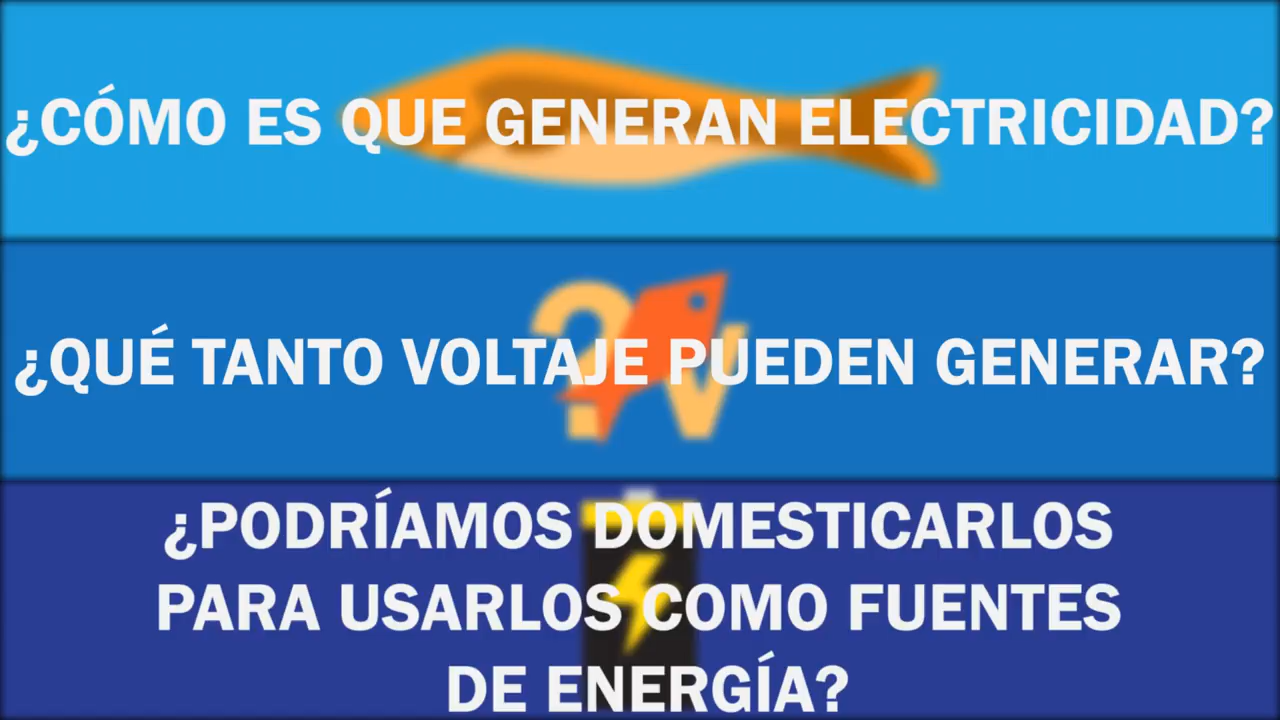 ¿CÓMO ES QUE GENERAN ELECTRICIDAD?
¿QUÉ TANTO VOLTAJE PUEDEN GENERAR?
¿PODRÍAMOS DOMESTICARLOS
PARA USARLOS COMO FUENTES
DE ENERGÍA?